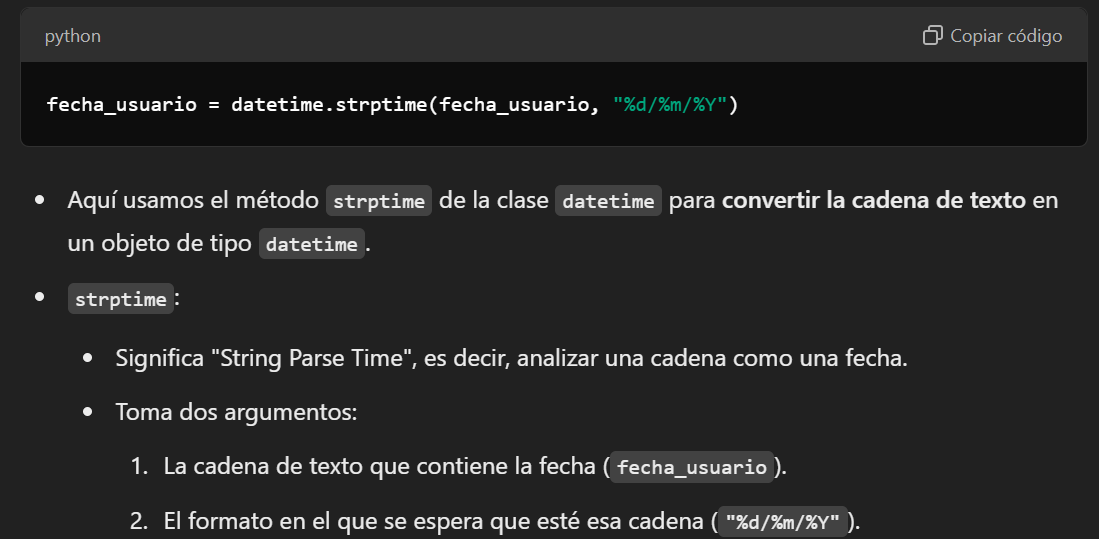 python
Copiar código
fecha_usuario = datetime.strptime(fecha_usuario, "%d/%m/%Y")
Aquí usamos el método strptime de la clase datetime para convertir la cadena de texto en
un objeto de tipo datetime.
strptime:
Significa "String Parse Time", es decir, analizar una cadena como una fecha.
Toma dos argumentos:
1. La cadena de texto que contiene la fecha (fecha_usuario).
2. El formato en el que se espera que esté esa cadena ("%d/%m/%Y").